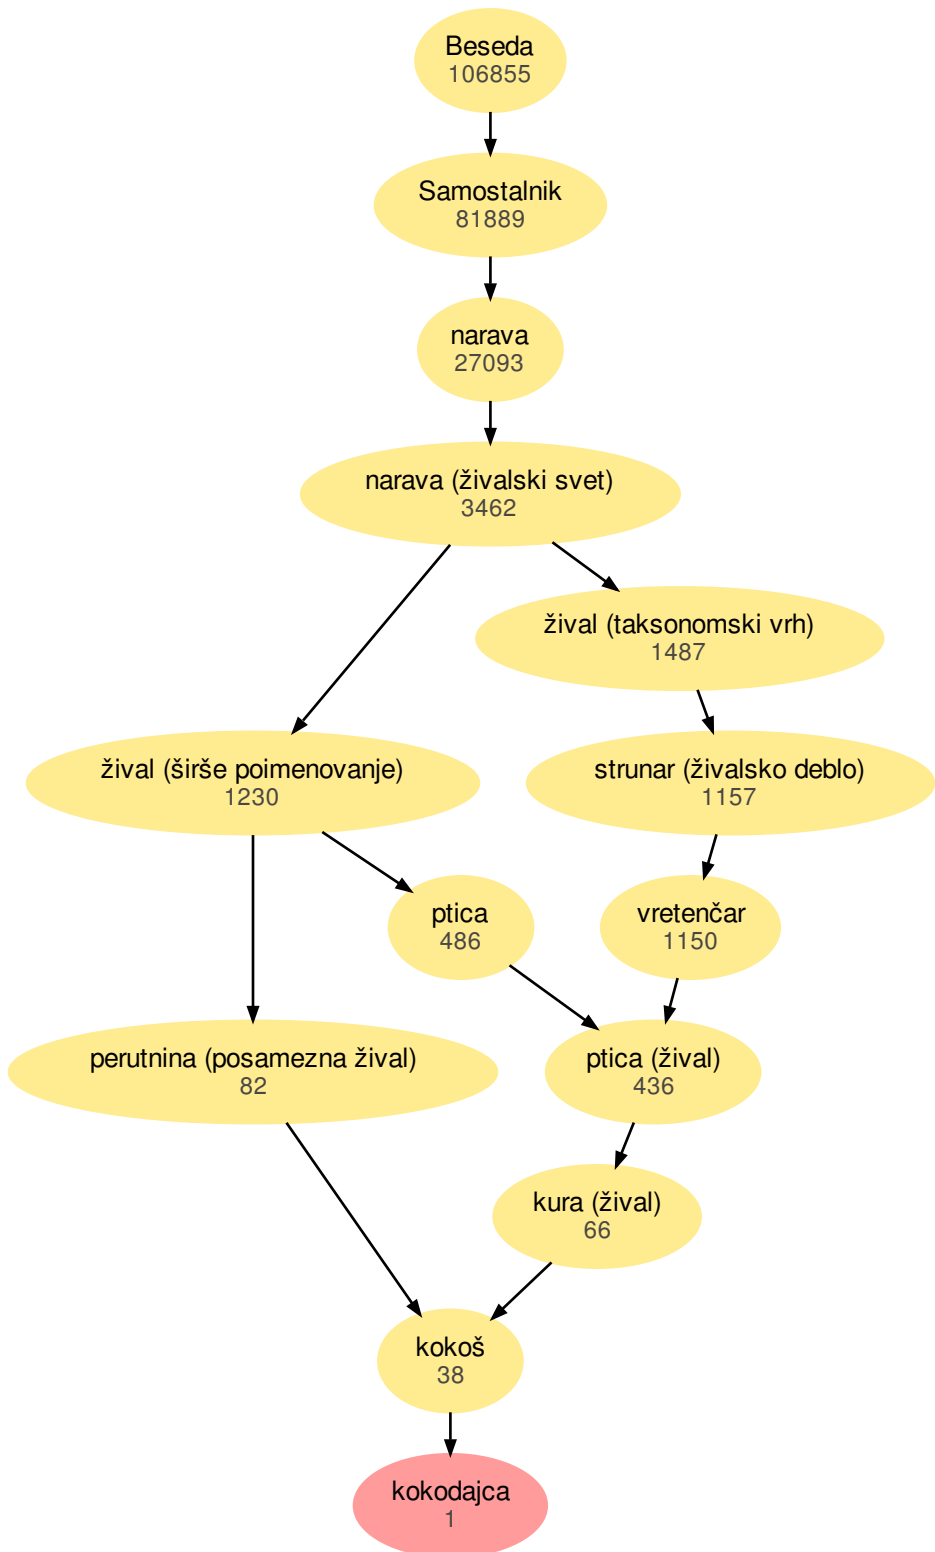 Beseda
106855
Samostalnik
81889
narava
27093
narava (živalski svet)
3462
žival (taksonomski vrh)
1487
žival (širše poimenovanje)
1230
strunar (živalsko deblo)
1157
ptica
486
vretenčar
1150
perutnina (posamezna žival)
82
ptica (žival)
436
kura (žival)
66
kokoš
38
kokodajca
1